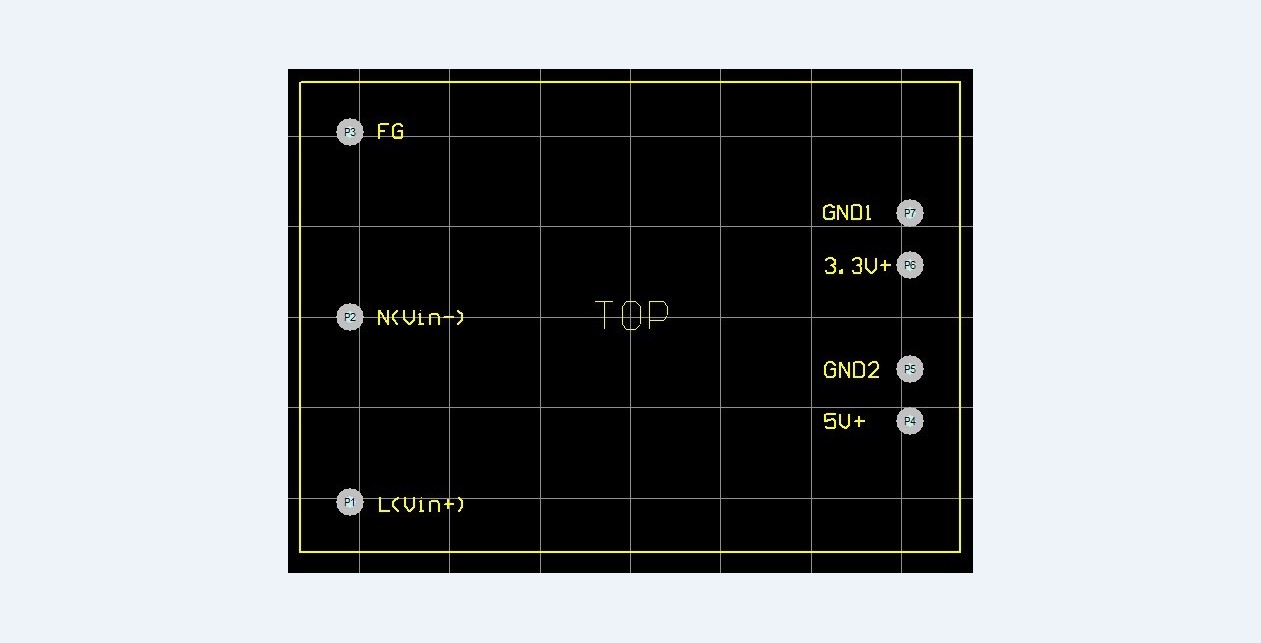 P3 FG
GND1 P7
3.3V+ P6
P2 N(Vin-)
TOP
GND2 P5
5V+ P4
P1 L(Vin+)